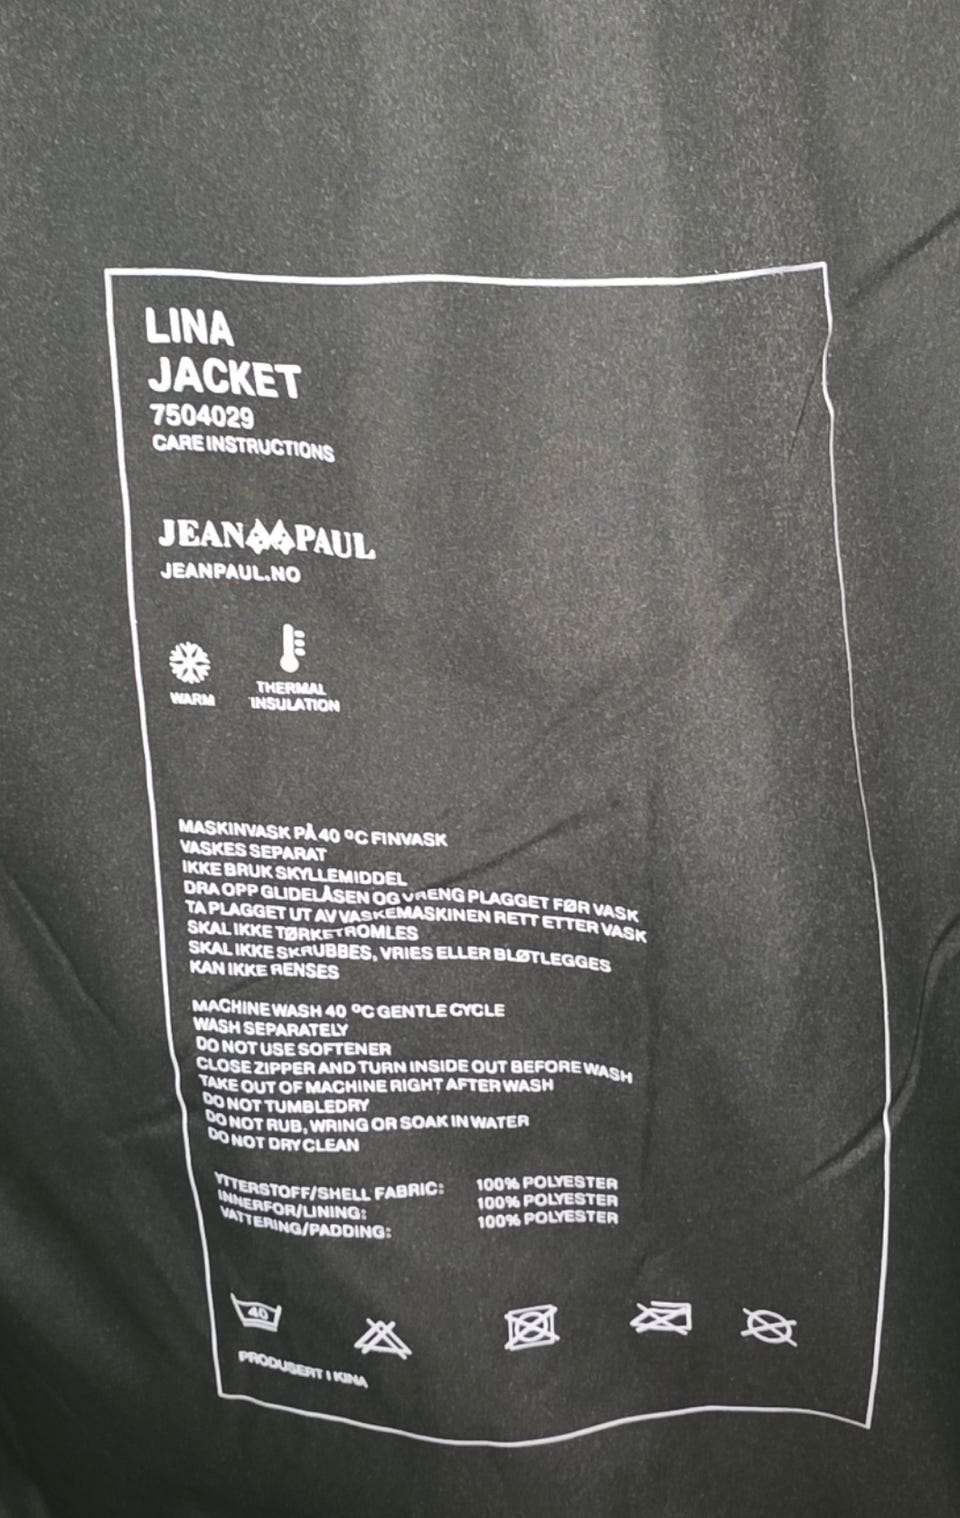 LINA
JACKET
7504029
CARE INSTRUCTIONS
JEAN PAUL
JEANPAUL.NO
WARM
THERMAL
INSULATION
MASKINVASK PÅ 40 ºC FINVASK
VASKES SEPARAT
IKKE BRUK SKYLLEMIDDEL
DRA OPP GLIDELÅSEN OG VRENG PLAGGET FØR VASK
TA PLAGGET UT AV VASKEMASKINEN RETT ETTER VASK
SKAL IKKE TØRKETROMLES
SKAL IKKE SKRUBBES, VRIES ELLER BLØTLEGGES
KAN IKKE RENSES
MACHINE WASH 40 ºC GENTLE CYCLE
WASH SEPARATELY
DO NOT USE SOFTENER
CLOSE ZIPPER AND TURN INSIDE OUT BEFORE WASH
TAKE OUT OF MACHINE RIGHT AFTER WASH
DO NOT TUMBLEDRY
DO NOT RUB, WRING OR SOAK IN WATER
DO NOT DRY CLEAN
YTTERSTOFF/SHELL FABRIC: 100% POLYESTER
INNERFOR/LINING: 100% POLYESTER
VATTERING/PADDING: 100% POLYESTER
40
PRODUSERT I KINA